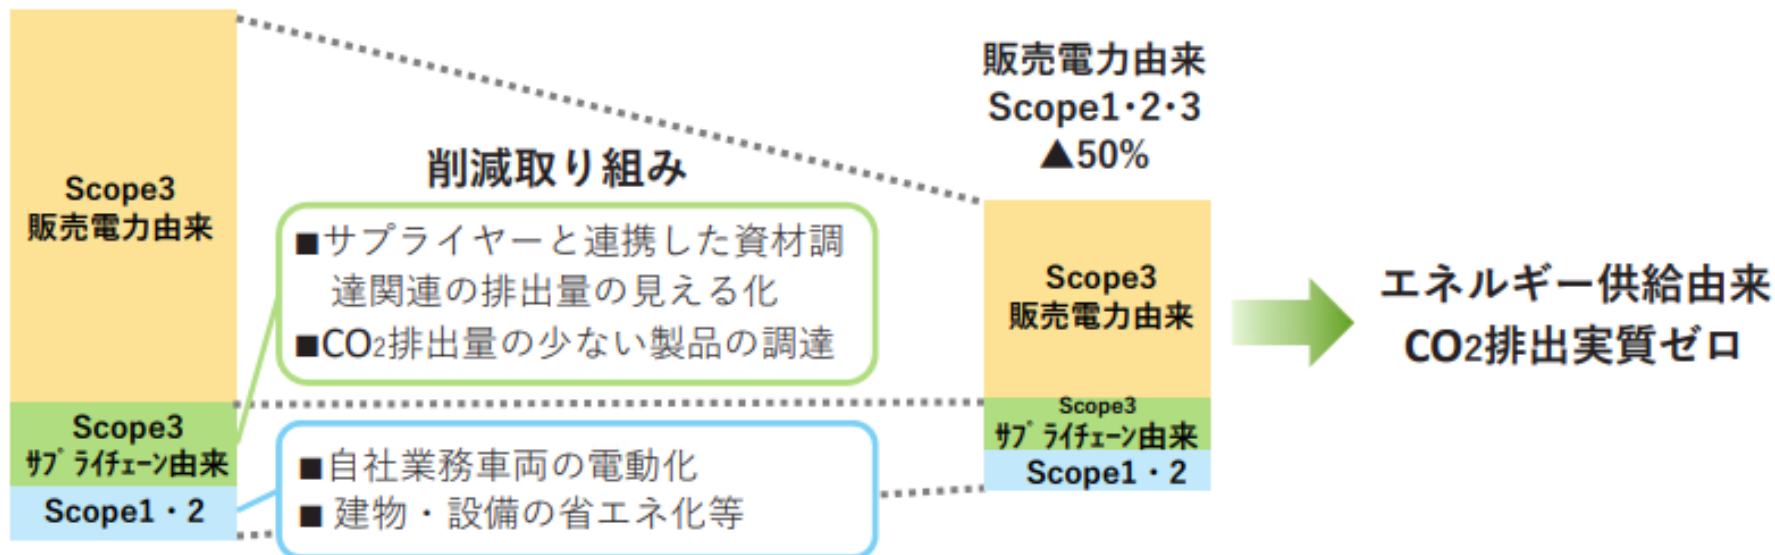 Scope3
販売電力由来
Scope3
サプライチェーン由来
Scope1・2
削減取り組み
■サプライヤーと連携した資材調
達関連の排出量の見える化
■CO2排出量の少ない製品の調達
■自社業務車両の電動化
■ 建物・設備の省エネ化等
販売電力由来
Scope1・2・3
▲50%
Scope3
販売電力由来
Scope3
サプライチェーン由来
Scope1・2
エネルギー供給由来
CO2排出実質ゼロ